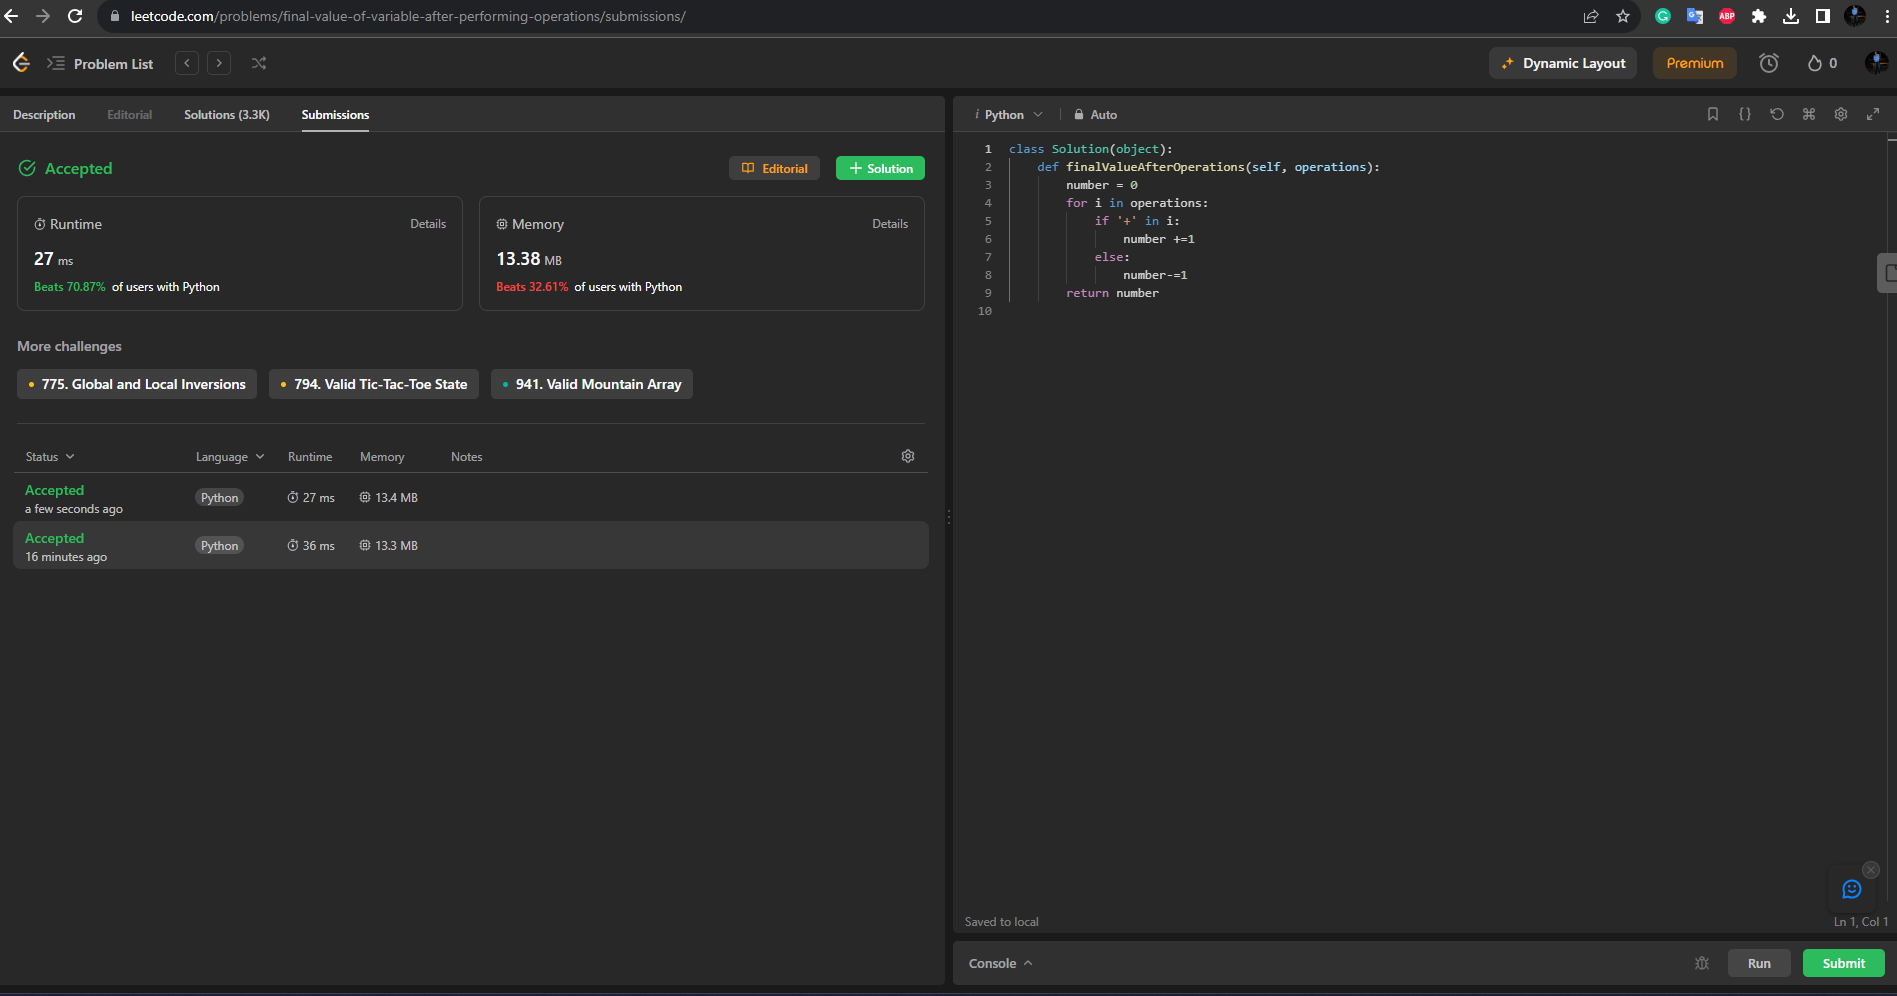 leetcode.com/problems/final-value-of-variable-after-performing-operations/submissions/
ABP
Problem List
Dynamic Layout
Premium
0
Description
Editorial
Solutions (3.3K)
Submissions
Accepted
Editorial
+ Solution
Runtime
Details
27 ms
Beats 70.87% of users with Python
Memory
Details
13.38 MB
Beats 32.61% of users with Python
More challenges
775. Global and Local Inversions
794. Valid Tic-Tac-Toe State
941. Valid Mountain Array
Status
Language
Runtime
Memory
Notes
Accepted
a few seconds ago
Python
27 ms
13.4 MB
Accepted
16 minutes ago
Python
36 ms
13.3 MB
i Python
Auto
1 class Solution(object):
2 def finalValueAfterOperations(self, operations):
3 number = 0
4 for i in operations:
5 if '+' in i:
6 number +=1
7 else:
8 number-=1
9 return number
10
Saved to local
Ln 1, Col 1
Console
Run
Submit